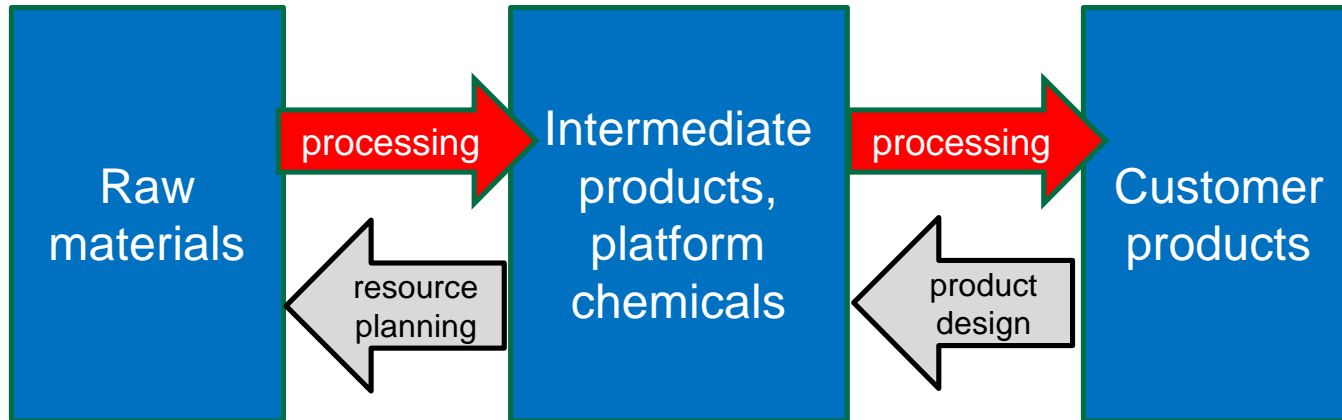 Raw
materials
processing
resource
planning
Intermediate
products,
platform
chemicals
processing
product
design
Customer
products